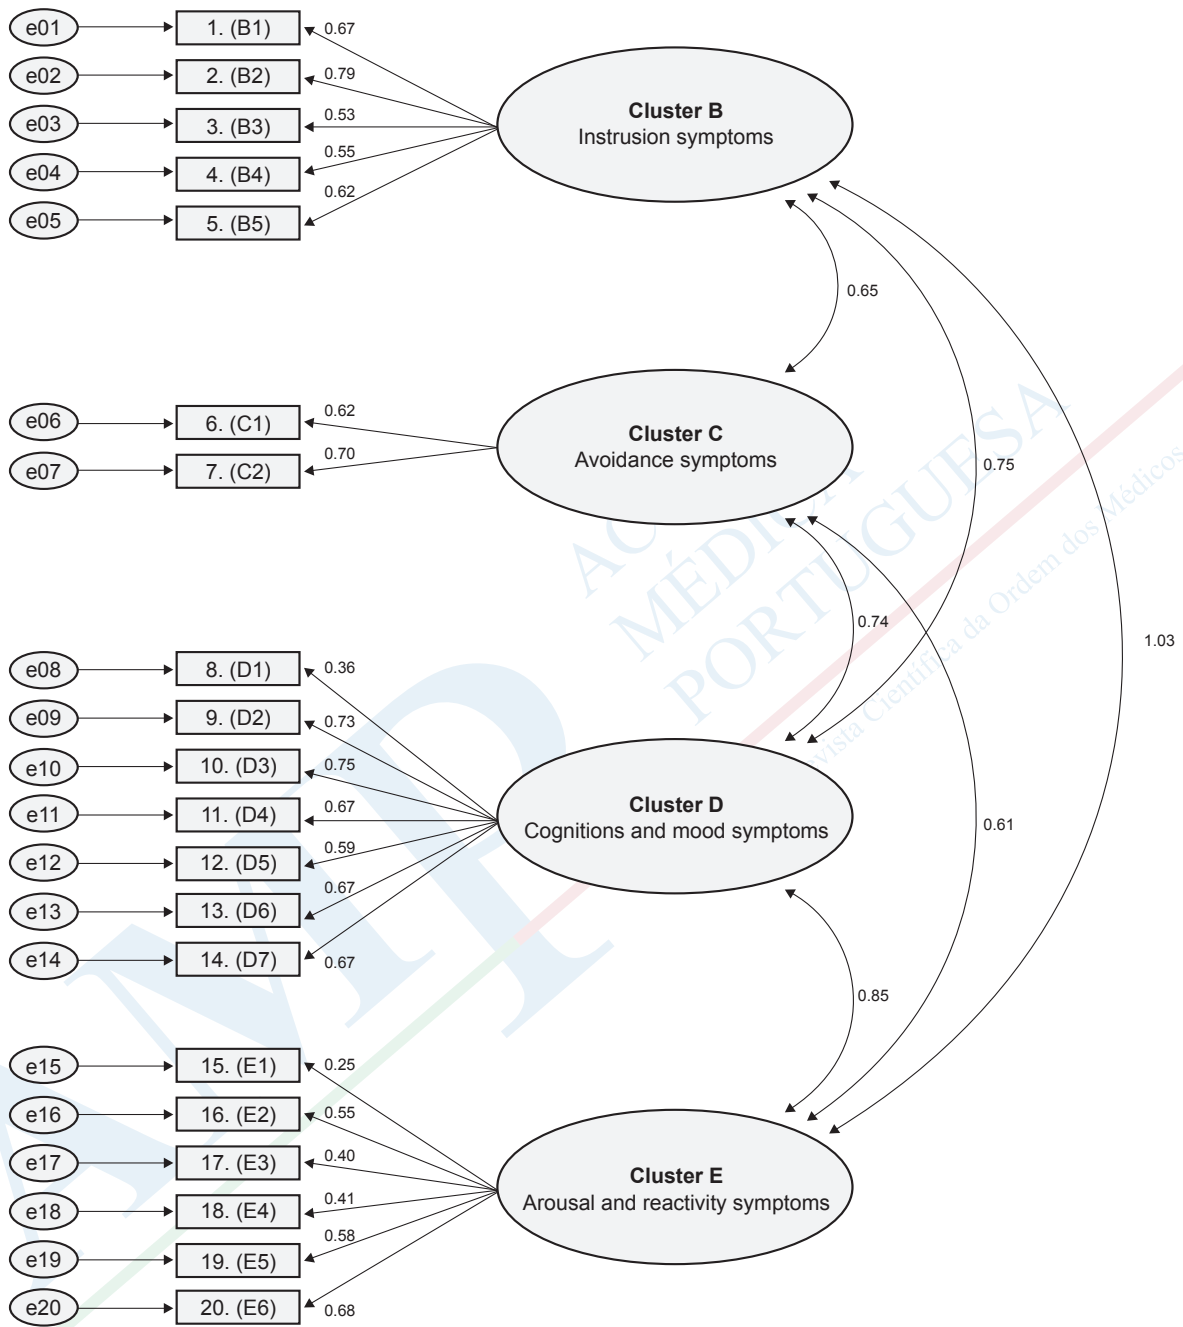 e01 1. (B1) 0.67
e02 2. (B2) 0.79
e03 3. (B3) 0.53
e04 4. (B4) 0.55
e05 5. (B5) 0.62
Cluster B
Instrusion symptoms
0.65
e06 6. (C1) 0.62
e07 7. (C2) 0.70
Cluster C
Avoidance symptoms
0.75
0.74
1.03
e08 8. (D1) 0.36
e09 9. (D2) 0.73
e10 10. (D3) 0.75
e11 11. (D4) 0.67
e12 12. (D5) 0.59
e13 13. (D6) 0.67
e14 14. (D7) 0.67
Cluster D
Cognitions and mood symptoms
0.61
0.85
e15 15. (E1) 0.25
e16 16. (E2) 0.55
e17 17. (E3) 0.40
e18 18. (E4) 0.41
e19 19. (E5) 0.58
e20 20. (E6) 0.68
Cluster E
Arousal and reactivity symptoms
AMP
MÉDICA
PORTUGUESA
Científica da Ordem dos Médicos